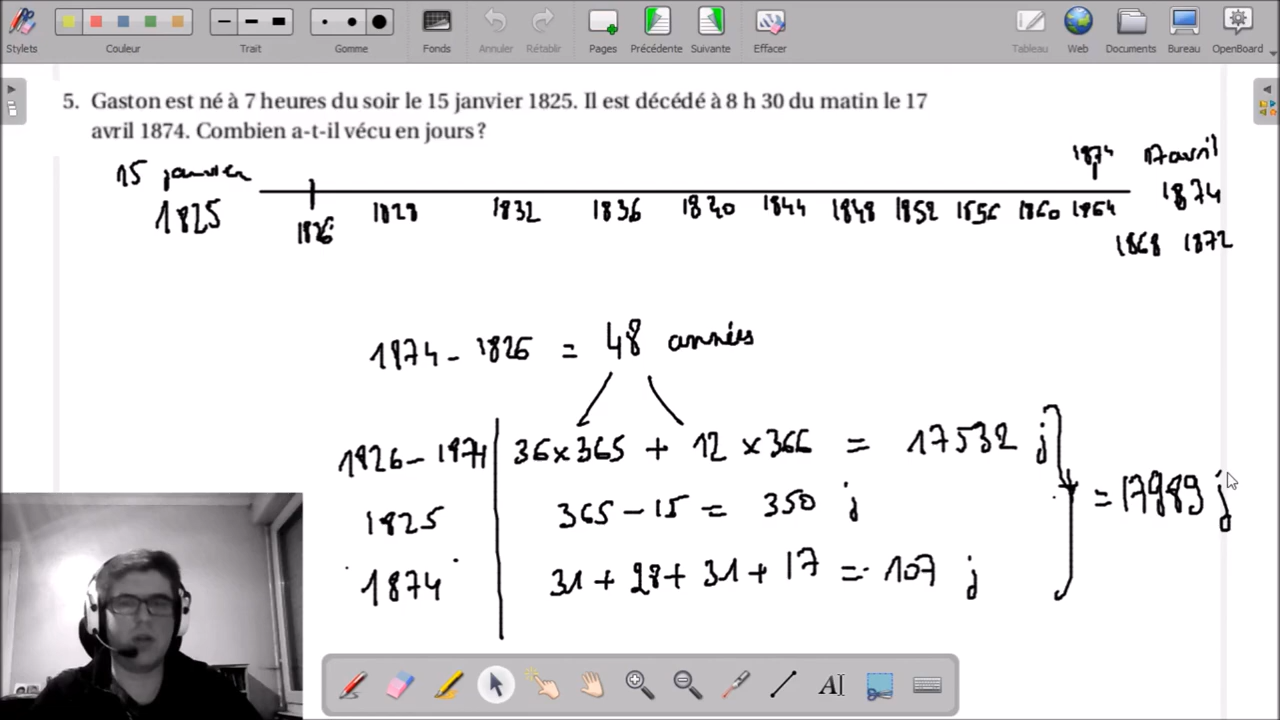 Stylets Couleur Trait Gomme Fonds Annuler Rétablir Pages Précédente Suivante Effacer Tableau Web Documents Bureau OpenBoard
5. Gaston est né à 7 heures du soir le 15 janvier 1825. Il est décédé à 8 h 30 du matin le 17
avril 1874. Combien a-t-il vécu en jours ?
1874 17 avril
15 janvier 1874
1825 1826 1828 1832 1836 1840 1844 1848 1852 1856 1860 1864
1868 1872
1874 - 1826 = 48 années
1826 - 1874 36 x 365 + 12 x 366 = 17532 j
1825 365 - 15 = 350 j = 17989 j
1874 31 + 28 + 31 + 17 = 107 j
AI